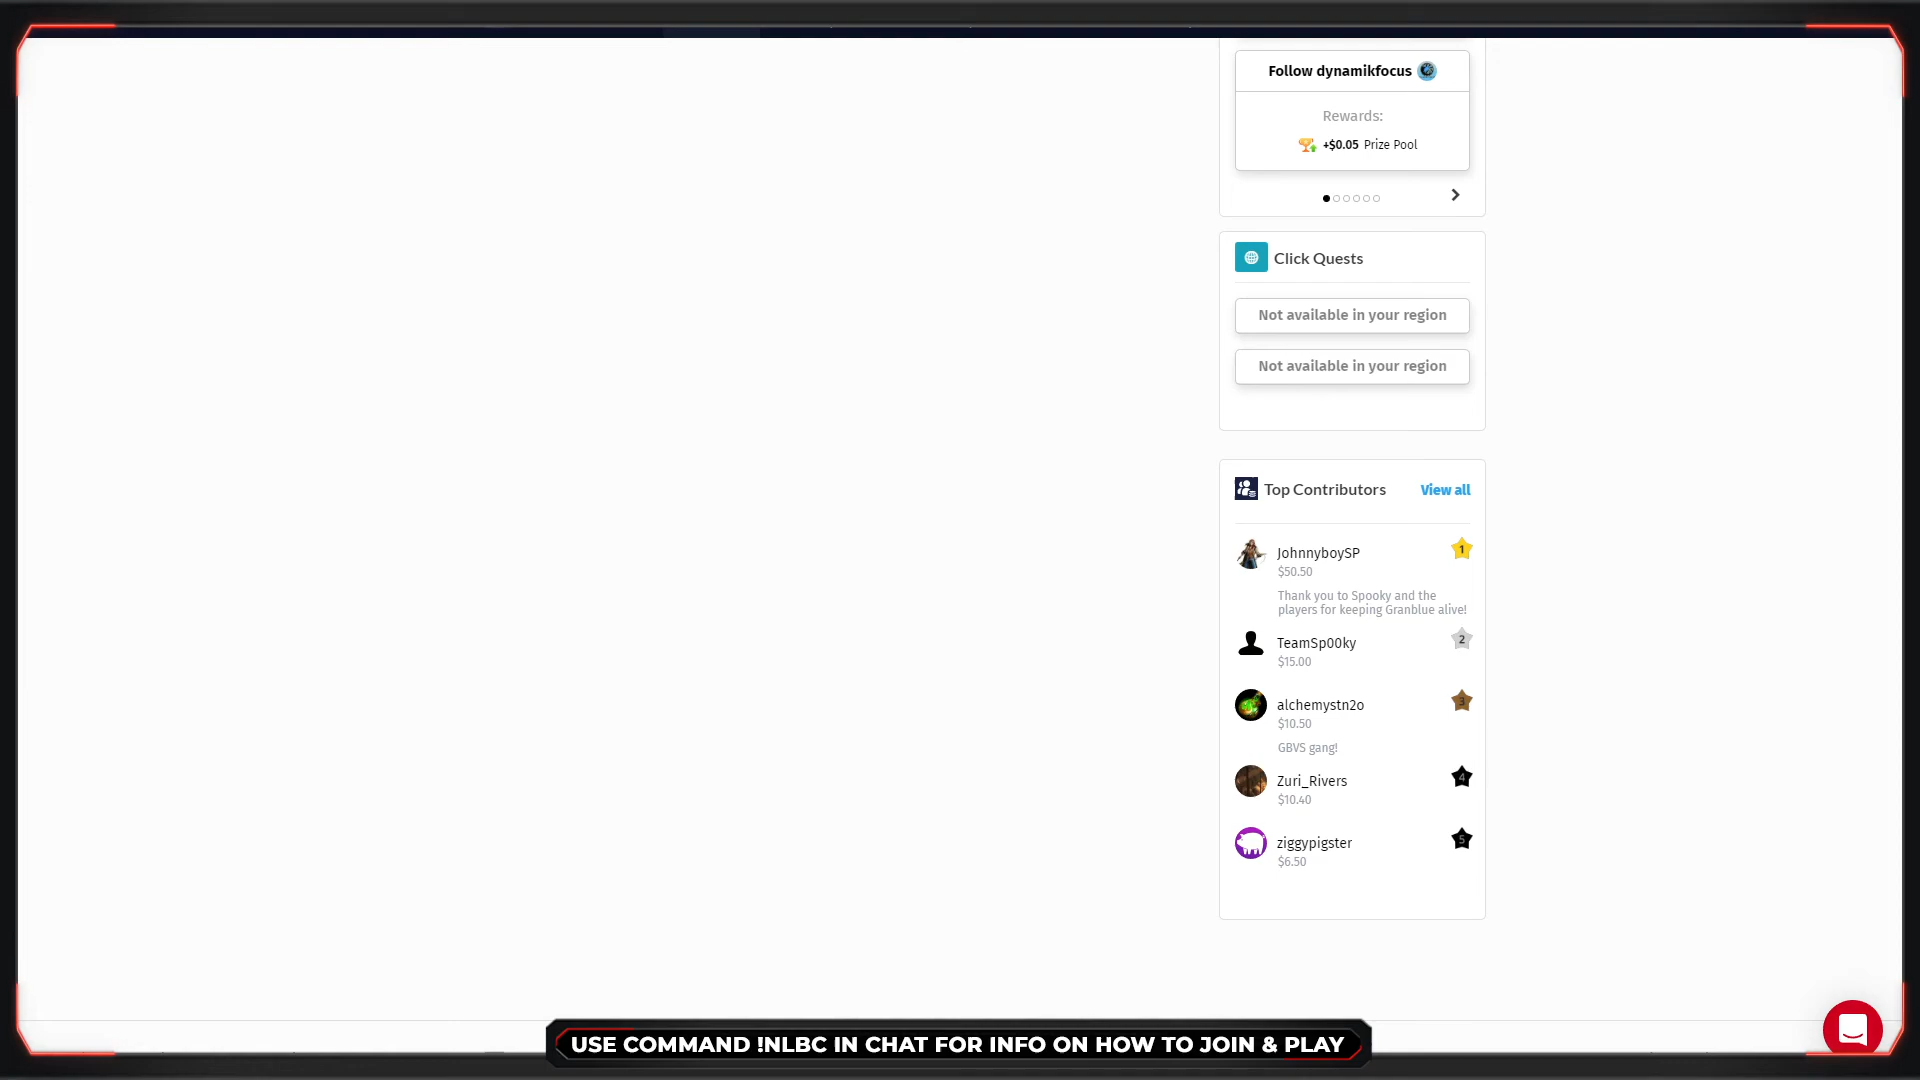 Follow dynamikfocus
Rewards:
+$0.05 Prize Pool
Click Quests
Not available in your region
Not available in your region
Top Contributors
View all
JohnnyboySP
1
$50.50
Thank you to Spooky and the
players for keeping Granblue alive!
TeamSp00ky
2
$15.00
alchemystn2o
3
$10.50
GBVS gang!
Zuri_Rivers
4
$10.40
ziggypigster
5
$6.50
USE COMMAND !NLBC IN CHAT FOR INFO ON HOW TO JOIN & PLAY